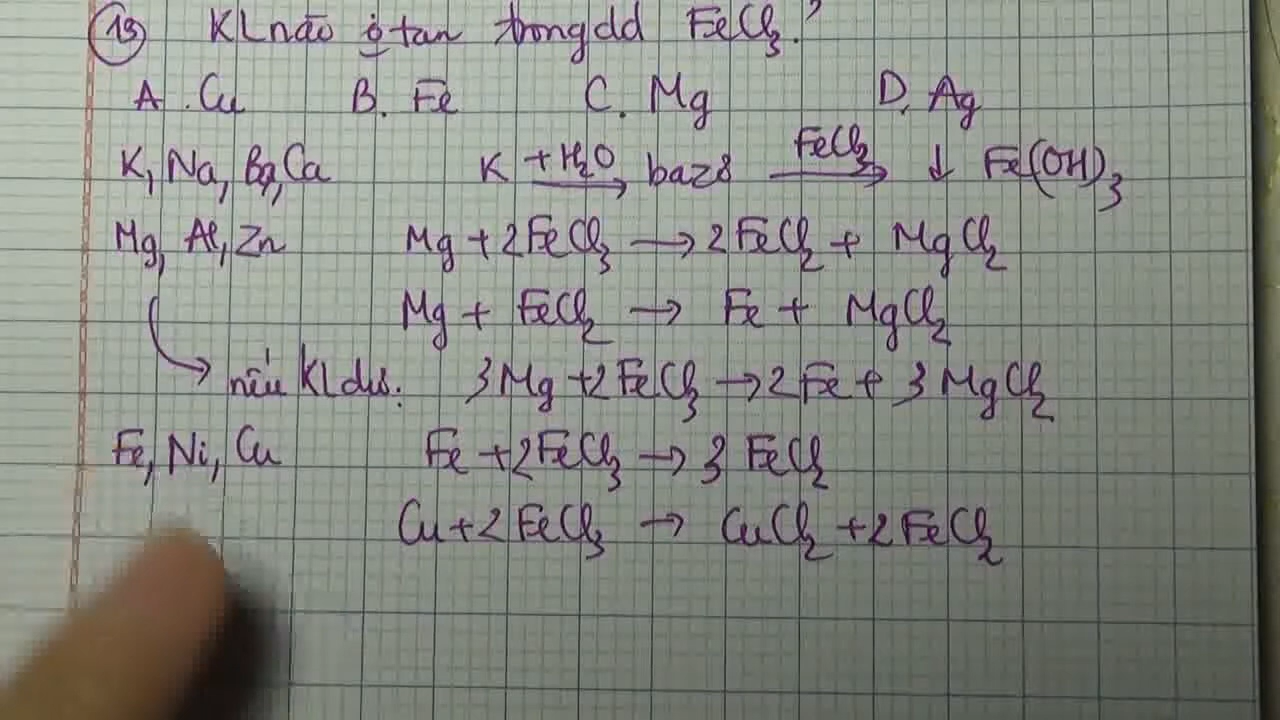 13 KL nào ko tan trong dd FeCl₃?
A. Cu B. Fe C. Mg D. Ag
K, Na, Ba, Ca K +H₂O → bazơ FeCl₃ → ↓ Fe(OH)₃
Mg, Al, Zn Mg + 2FeCl₃ → 2FeCl₂ + MgCl₂
Mg + FeCl₂ → Fe + MgCl₂
nếu KL dư: 3Mg + 2FeCl₃ → 2Fe + 3MgCl₂
Fe, Ni, Cu Fe + 2FeCl₃ → 3FeCl₂
Cu + 2FeCl₃ → CuCl₂ + 2FeCl₂